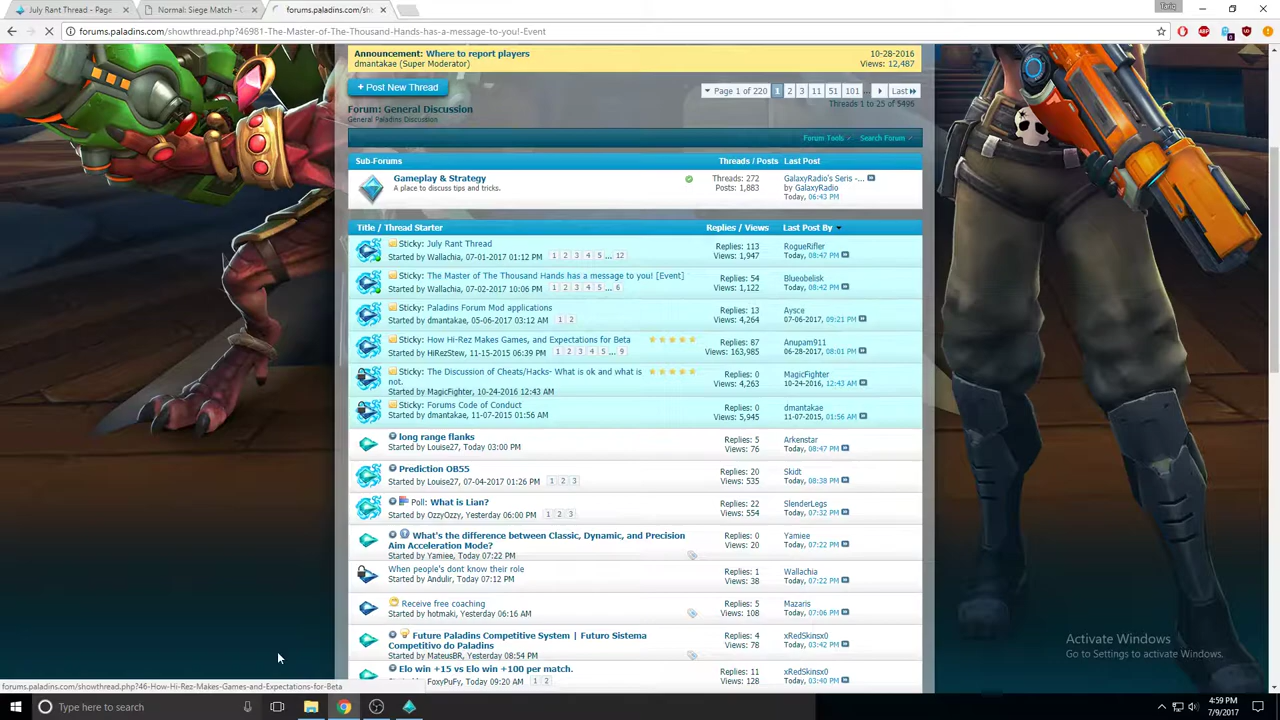 July Rant Thread - Page
Normal: Siege Match - C
forums.paladins.com/sho
Tariq
forums.paladins.com/showthread.php?46981-The-Master-of-The-Thousand-Hands-has-a-message-to-you!-Event
Announcement: Where to report players
10-28-2016
dmantakae (Super Moderator)
Views: 12,487
+ Post New Thread
Page 1 of 220 1 2 3 11 51 101 ... Last
Threads 1 to 25 of 5496
Forum: General Discussion
General Paladins Discussion
Forum Tools
Search Forum
Sub-Forums
Threads / Posts
Last Post
Gameplay & Strategy
A place to discuss tips and tricks.
Threads: 272
Posts: 1,883
GalaxyRadio's Seris -...
by GalaxyRadio
Today, 06:43 PM
Title / Thread Starter
Replies / Views
Last Post By
Sticky: July Rant Thread
Started by Wallachia, 07-01-2017 01:12 PM 1 2 3 4 5 ... 12
Replies: 113
Views: 1,947
RogueRifler
Today, 08:47 PM
Sticky: The Master of The Thousand Hands has a message to you! [Event]
Started by Wallachia, 07-02-2017 10:06 PM 1 2 3 4 5 ... 6
Replies: 54
Views: 1,122
Blueobelisk
Today, 08:42 PM
Sticky: Paladins Forum Mod applications
Started by dmantakae, 05-06-2017 03:12 AM 1 2
Replies: 13
Views: 4,264
Aysce
07-06-2017, 09:21 PM
Sticky: How Hi-Rez Makes Games, and Expectations for Beta
Started by HiRezStew, 11-15-2015 06:39 PM 1 2 3 4 5 ... 9
Replies: 87
Views: 163,985
Anupam911
06-28-2017, 08:01 PM
Sticky: The Discussion of Cheats/Hacks- What is ok and what is
not.
Started by MagicFighter, 10-24-2016 12:43 AM
Replies: 0
Views: 4,263
MagicFighter
10-24-2016, 12:43 AM
Sticky: Forums Code of Conduct
Started by dmantakae, 11-07-2015 01:56 AM
Replies: 0
Views: 5,945
dmantakae
11-07-2015, 01:56 AM
long range flanks
Started by Louise27, Today 03:00 PM
Replies: 5
Views: 76
Arkenstar
Today, 08:47 PM
Prediction OB55
Started by Louise27, 07-04-2017 01:26 PM 1 2 3
Replies: 20
Views: 535
Skidt
Today, 08:38 PM
Poll: What is Lian?
Started by OzzyOzzy, Yesterday 06:00 PM 1 2 3
Replies: 22
Views: 554
SlenderLegs
Today, 07:32 PM
What's the difference between Classic, Dynamic, and Precision
Aim Acceleration Mode?
Started by Yamiee, Today 07:22 PM
Replies: 0
Views: 20
Yamiee
Today, 07:22 PM
When people's dont know their role
Started by Andulir, Today 07:12 PM
Replies: 1
Views: 38
Wallachia
Today, 07:22 PM
Receive free coaching
Started by hotmaki, Yesterday 06:16 AM
Replies: 5
Views: 108
Mazaris
Today, 07:06 PM
Future Paladins Competitive System | Futuro Sistema
Competitivo do Paladins
Started by MateusBR, Yesterday 08:54 PM
Replies: 4
Views: 78
xRedSkinsx0
Today, 03:42 PM
Elo win +15 vs Elo win +100 per match.
Started by FoxyPuFy, Today 09:20 AM 1 2
Replies: 11
Views: 128
xRedSkinsx0
Today, 03:40 PM
Activate Windows
Go to Settings to activate Windows.
forums.paladins.com/showthread.php?46-How-Hi-Rez-Makes-Games-and-Expectations-for-Beta
Type here to search
4:59 PM
7/9/2017